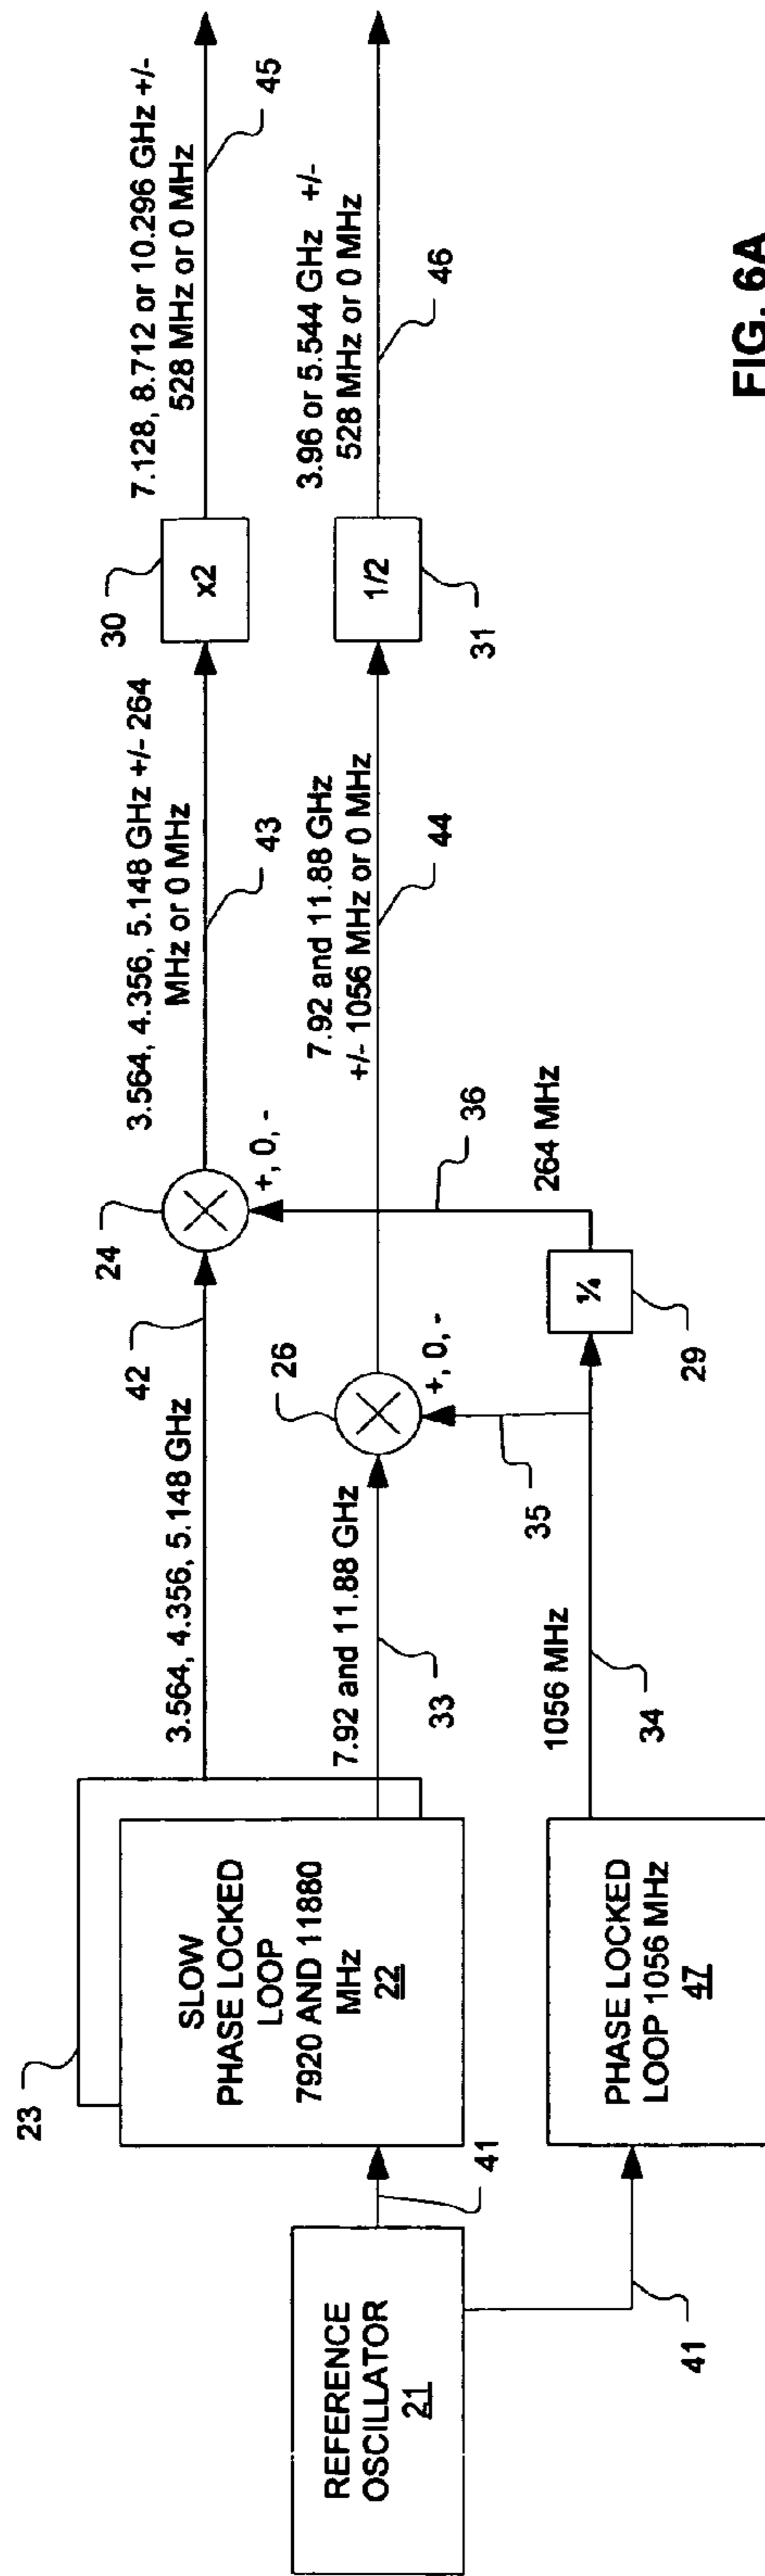 23
SLOW
PHASE LOCKED
LOOP
7920 AND 11880
MHz
22
REFERENCE
OSCILLATOR
21
41
41
PHASE LOCKED
LOOP 1056 MHz
47
3.564, 4.356, 5.148 GHz
42
24
+, 0, -
3.564, 4.356, 5.148 GHz +/- 264
MHz or 0 MHz
43
30
x2
7.128, 8.712 or 10.296 GHz +/-
528 MHz or 0 MHz
45
7.92 and 11.88 GHz
33
26
+, 0, -
7.92 and 11.88 GHz
+/- 1056 MHz or 0 MHz
44
1/2
31
3.96 or 5.544 GHz +/-
528 MHz or 0 MHz
46
1056 MHz
34
35
¼
29
36
264 MHz
FIG. 6A